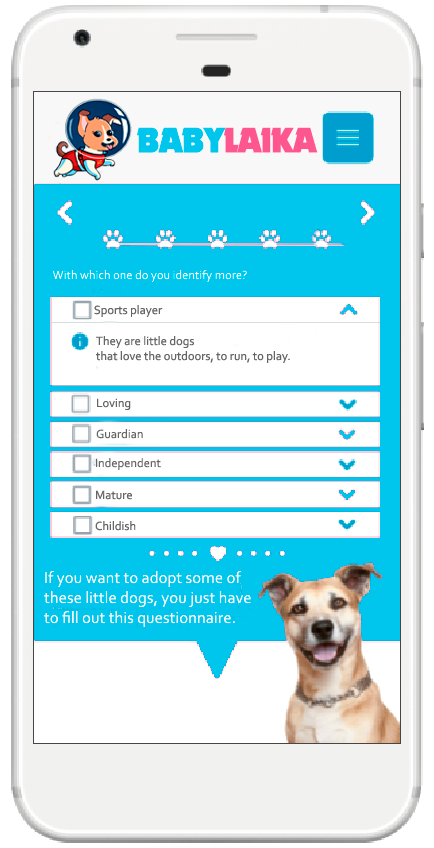 BABYLAIKA
With which one do you identify more?
Sports player
i
They are little dogs
that love the outdoors, to run, to play.
Loving
Guardian
Independent
Mature
Childish
If you want to adopt some of
these little dogs, you just have
to fill out this questionnaire.